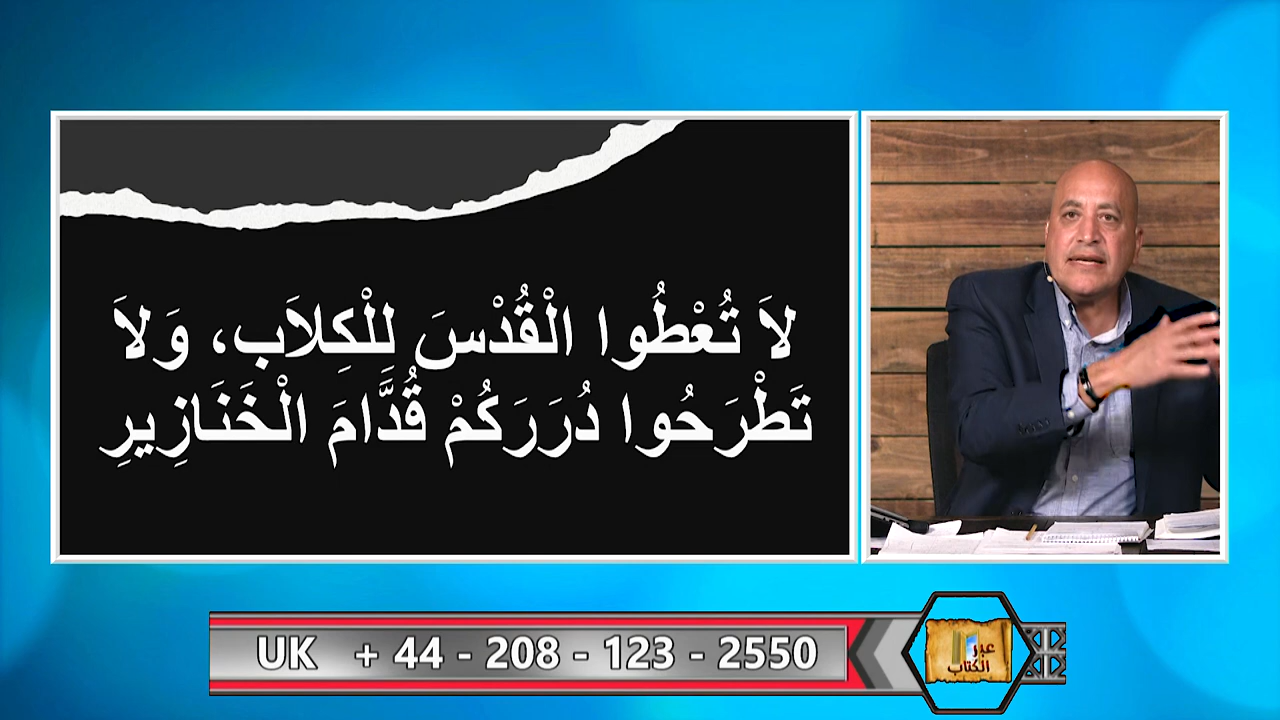 لاَ تُعْطُوا الْقُدْسَ لِلْكِلاَبِ، وَلاَ
تَطْرَحُوا دُرَرَكُمْ قُدَّامَ الْخَنَازِيرِ
UK + 44 - 208 - 123 - 2550
عبر
الكتاب